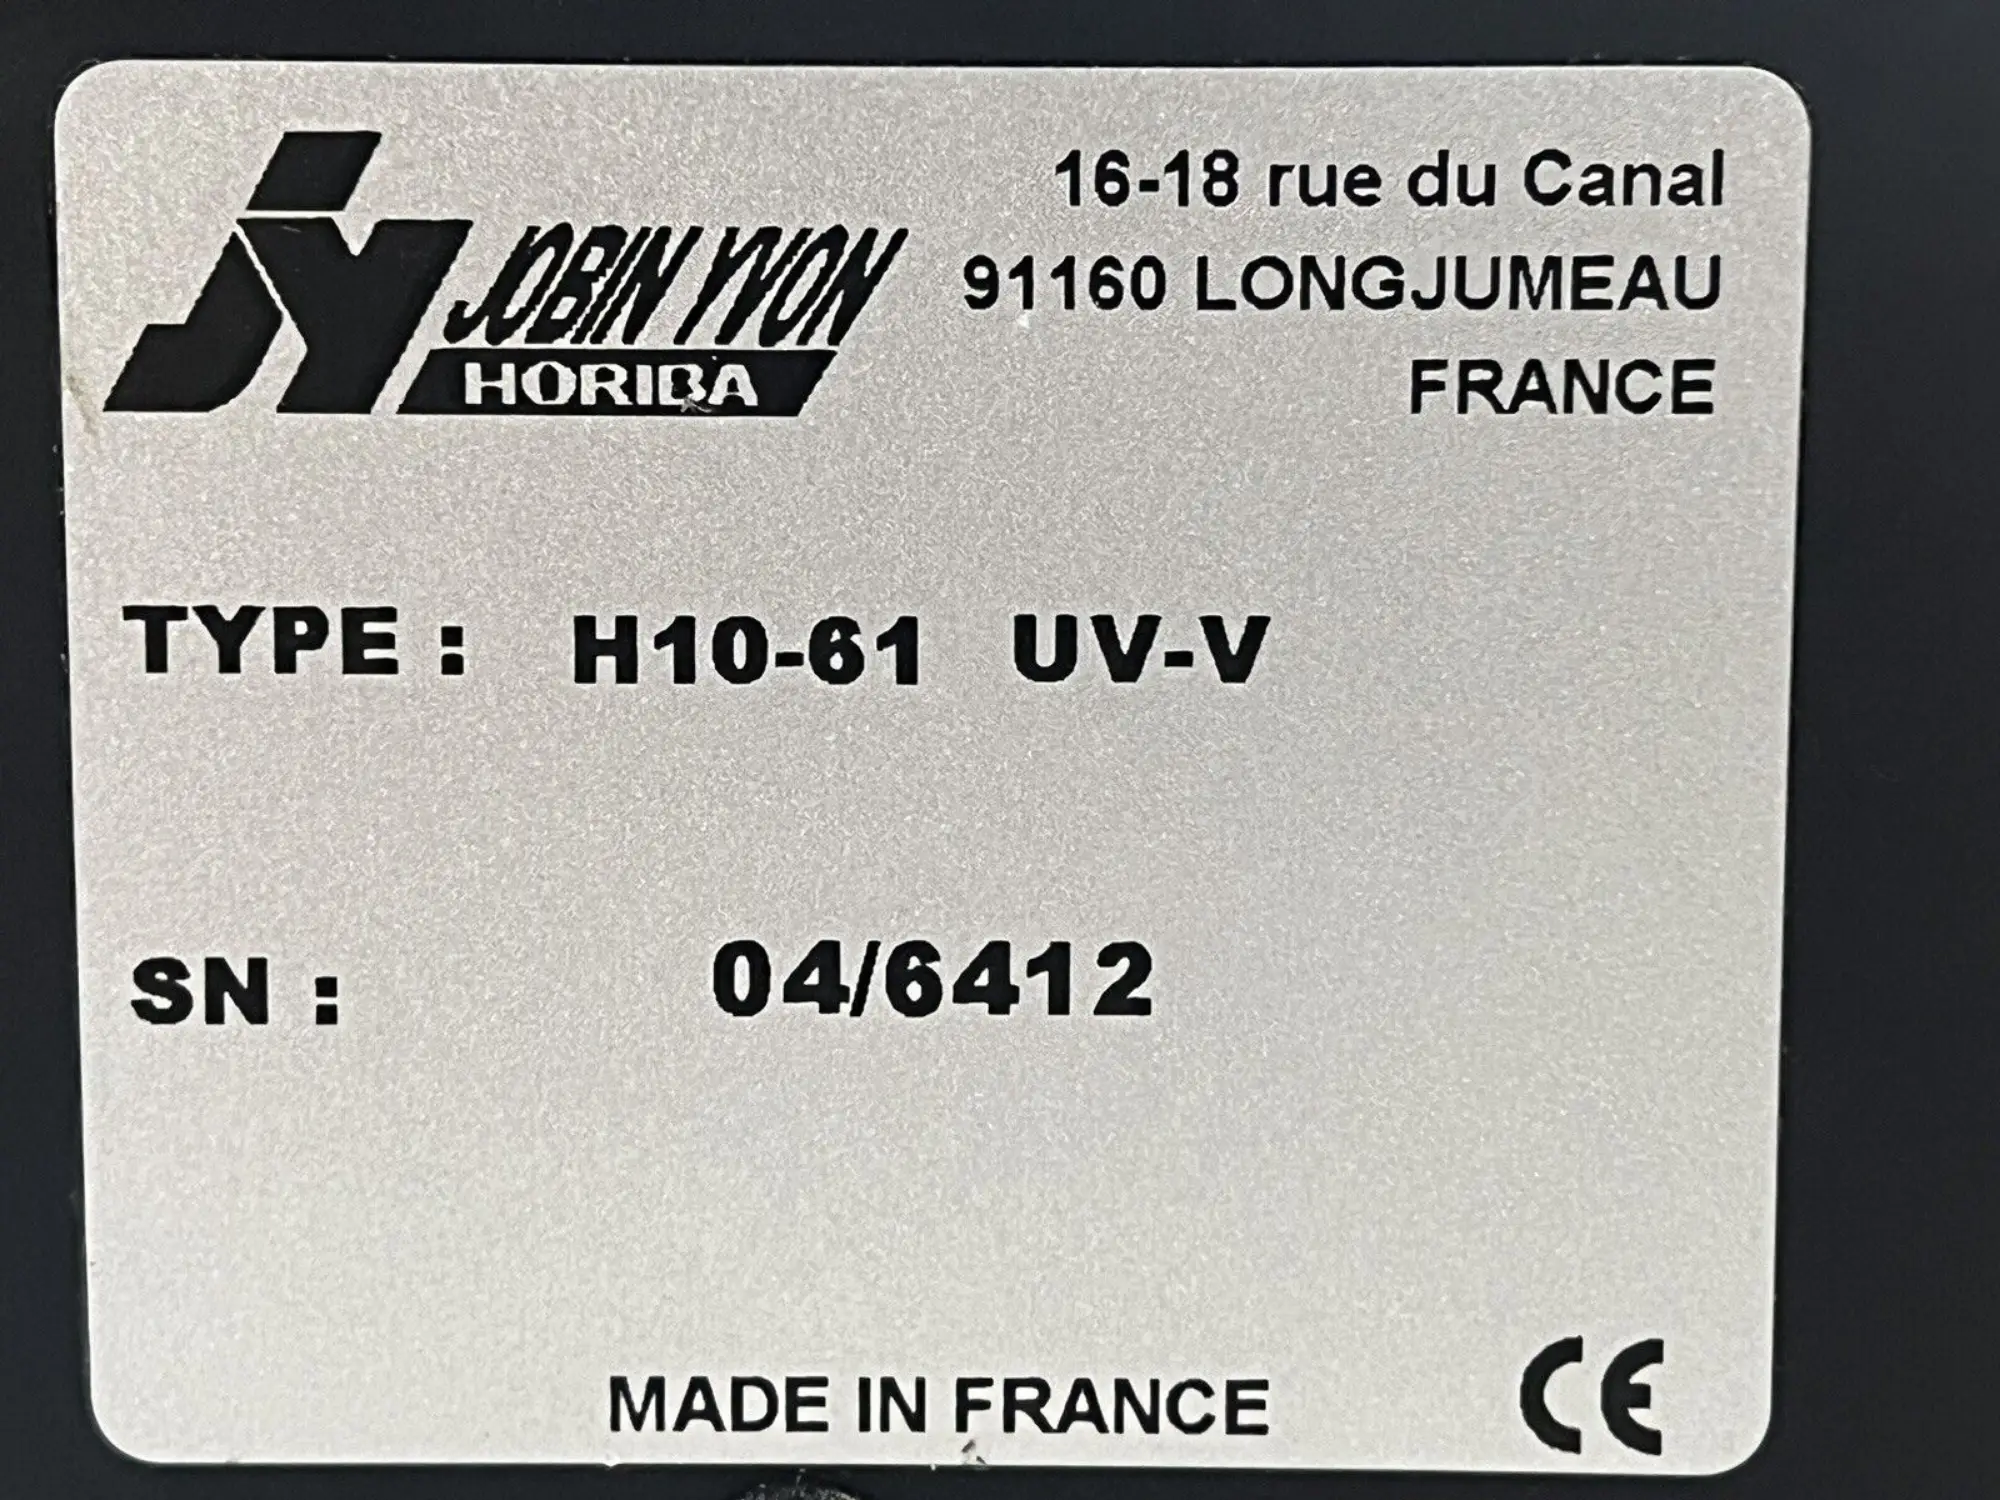 JY JOBIN YVON
HORIBA
16-18 rue du Canal
91160 LONGJUMEAU
FRANCE
TYPE : H10-61 UV-V
SN : 04/6412
MADE IN FRANCE
CE